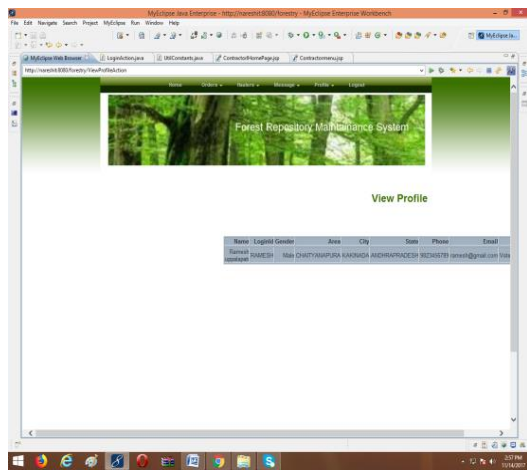 MyEclipse Java Enterprise - http://nareshit:8080/forestry - MyEclipse Enterprise Workbench
File Edit Navigate Search Project MyEclipse Run Window Help
MyEclipse Ja...
MyEclipse Web Browser LoginAction.java UtilConstants.java ContractorHomePage.jsp Contractormenu.jsp
http://nareshit:8080/forestry/ViewProfileAction
Home Orders Dealers Message Profile Logout
Forest Repository Maintainance System
View Profile
Name LoginId Gender Area City State Phone Email
Ramesh RAMESH Male CHAITYANAPURA KAKINADA ANDHRAPRADESH ramesh@gmail.com
2:57 PM